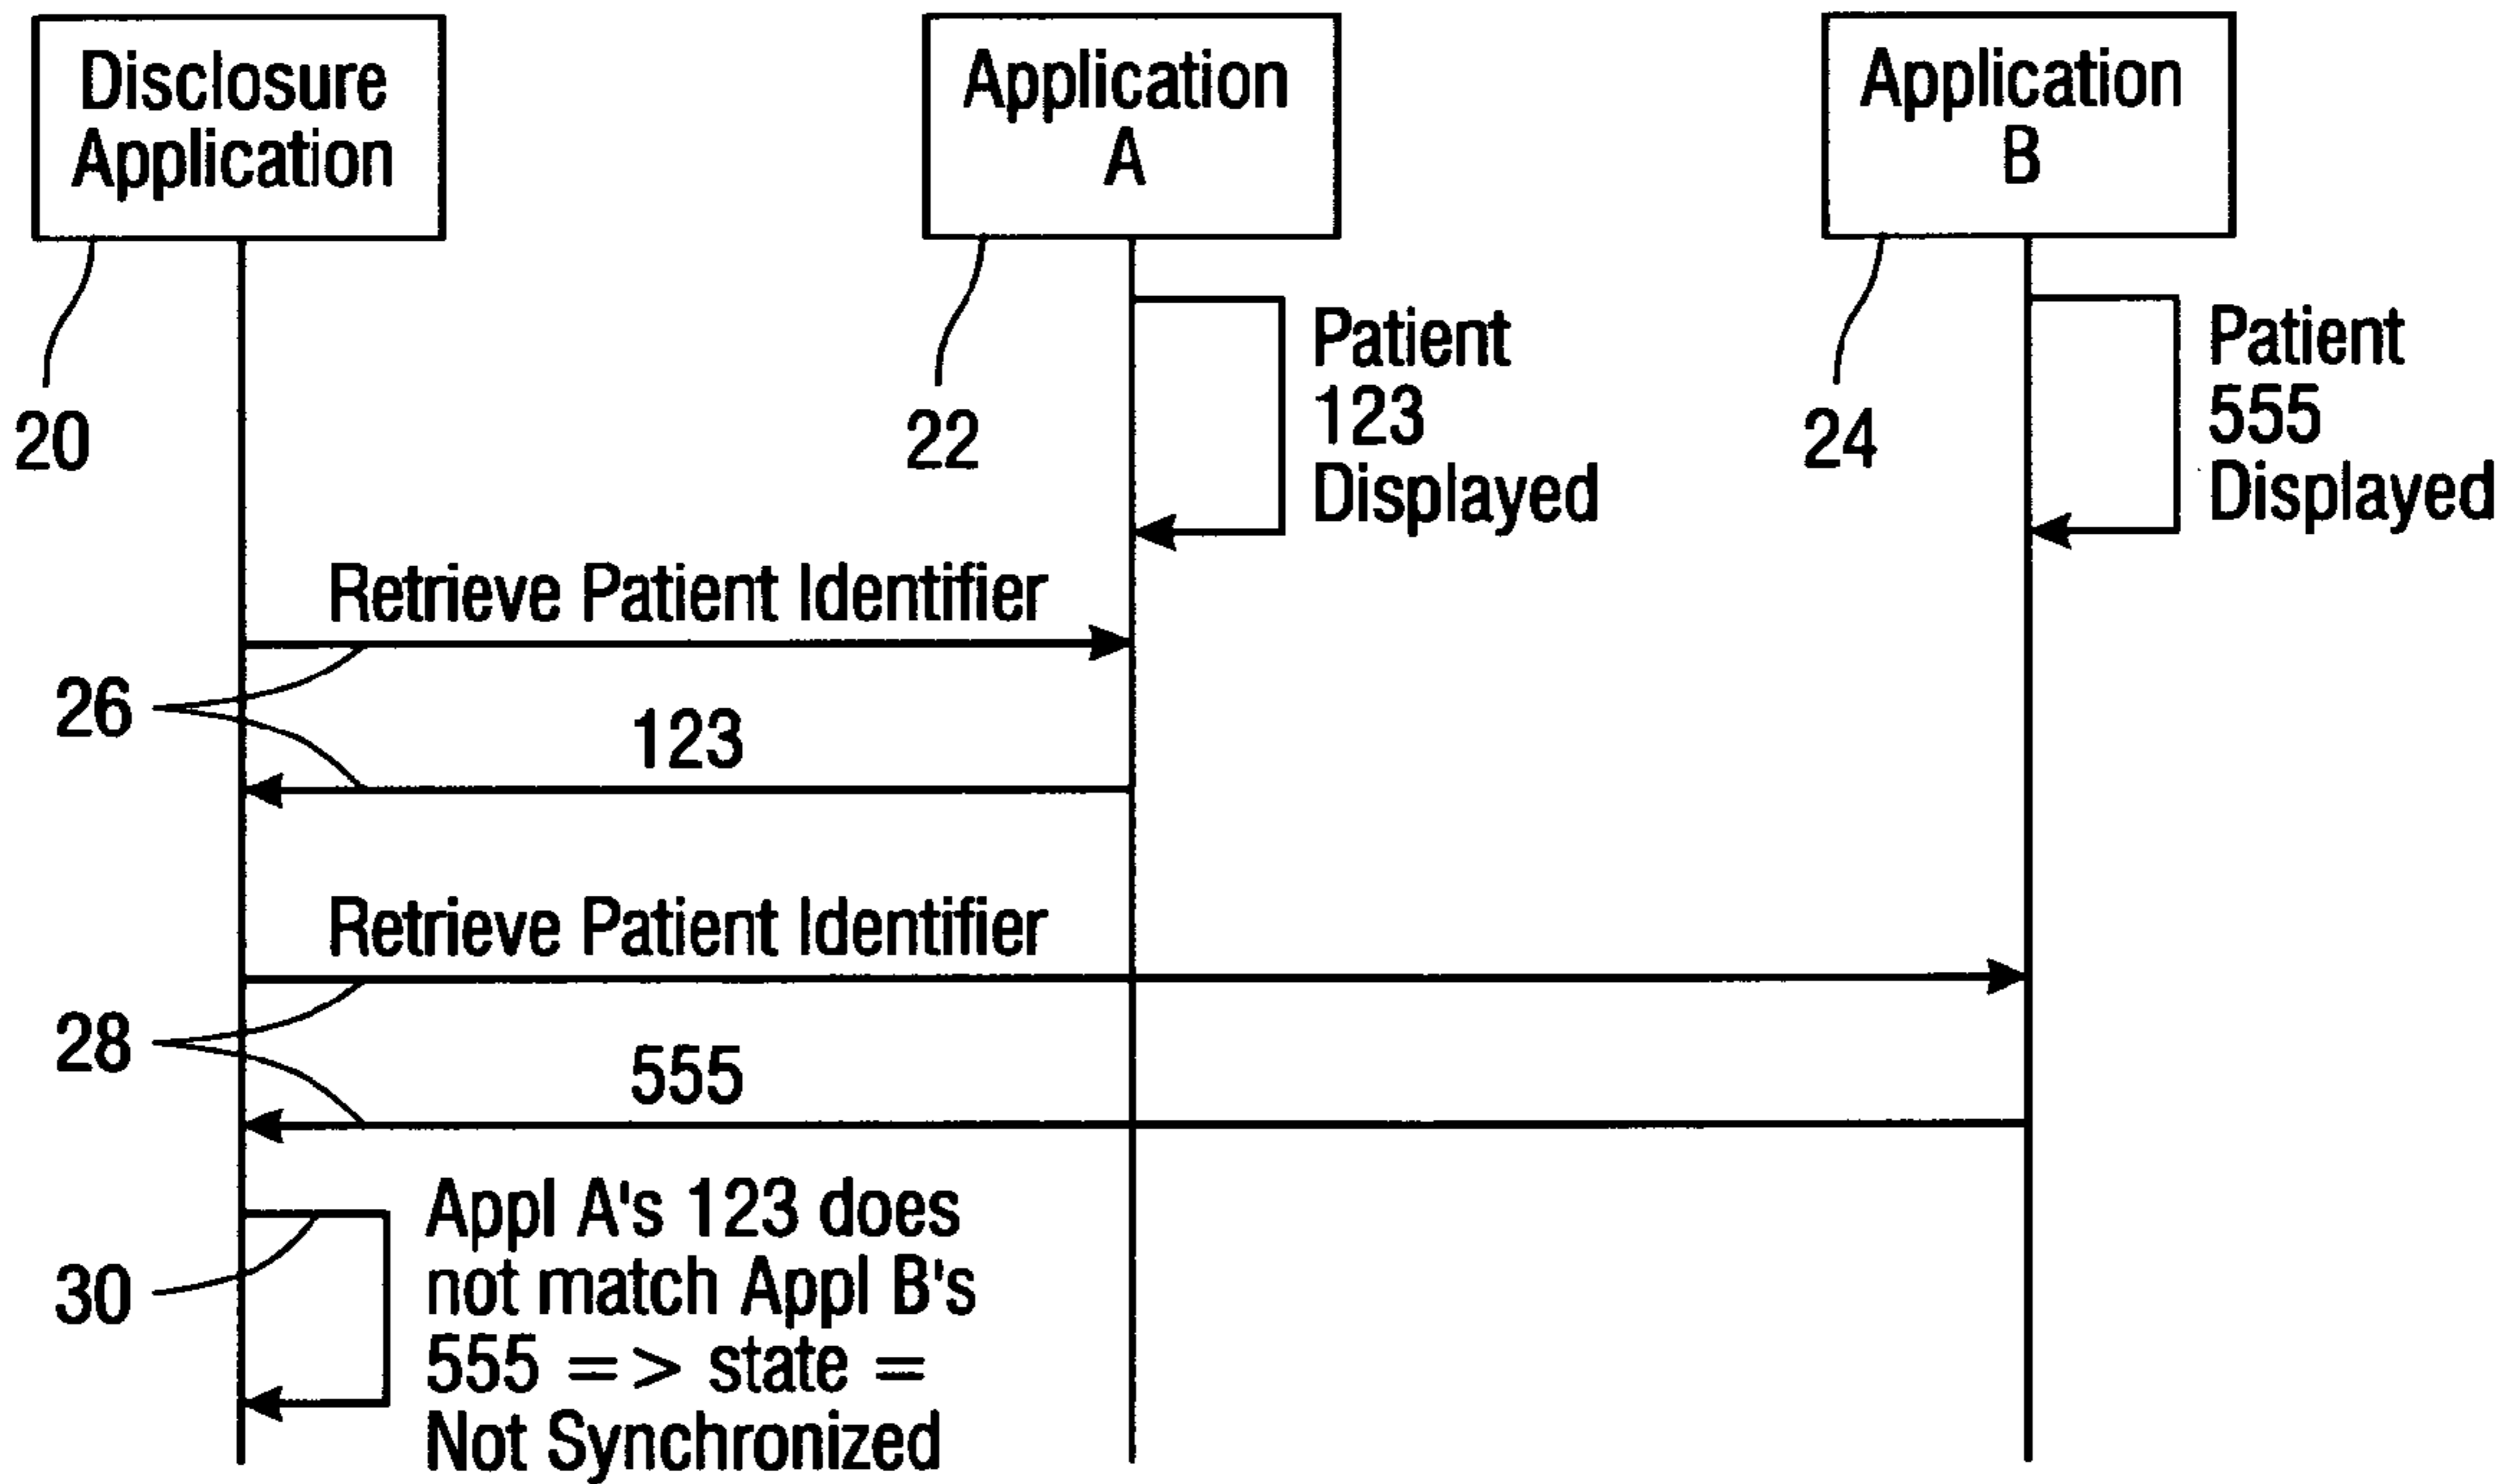 Disclosure
Application
Application
A
Application
B
20
22
24
Patient
123
Displayed
Patient
555
Displayed
Retrieve Patient Identifier
26
123
Retrieve Patient Identifier
28
555
30
Appl A's 123 does
not match Appl B's
555 => state =
Not Synchronized